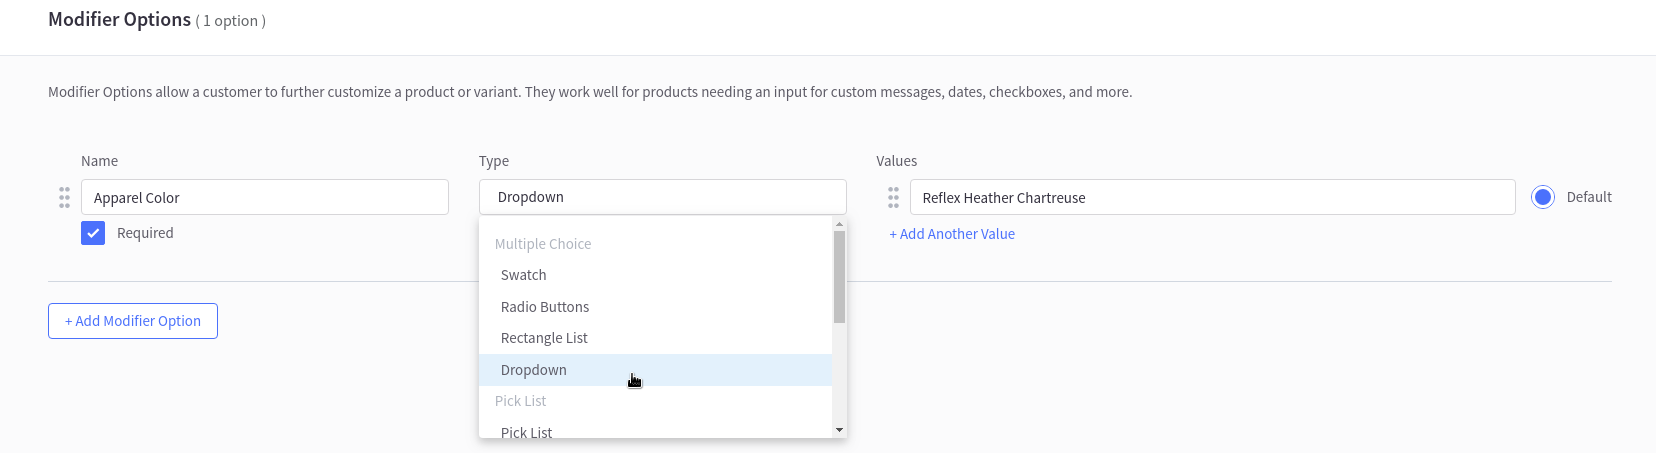 Modifier Options ( 1 option )
Modifier Options allow a customer to further customize a product or variant. They work well for products needing an input for custom messages, dates, checkboxes, and more.
Name Type Values
Apparel Color Dropdown Reflex Heather Chartreuse Default
Required + Add Another Value
Multiple Choice
Swatch
Radio Buttons
+ Add Modifier Option
Rectangle List
Dropdown
Pick List
Pick List